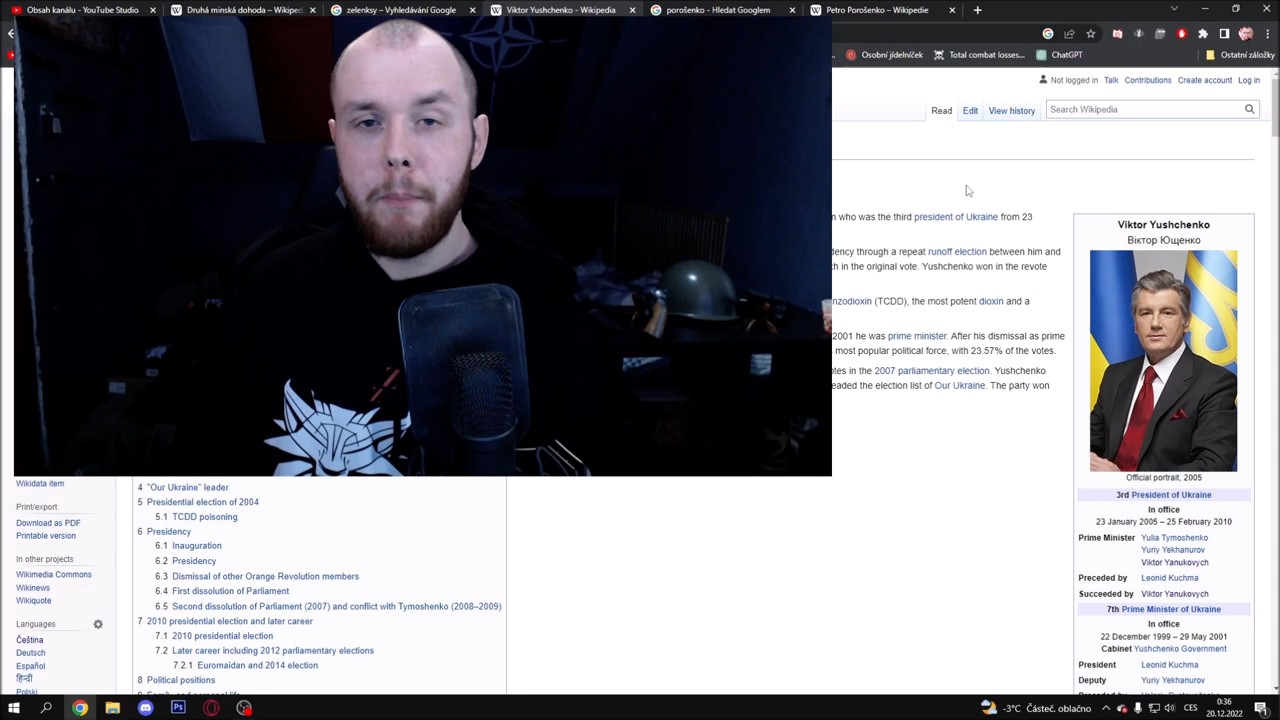 Obsah kanálu - YouTube Studio
Druhá minská dohoda – Wikiped
zelenksy – Vyhledávání Google
Viktor Yushchenko - Wikipedia
porošenko - Hledat Googlem
Petro Porošenko – Wikipedie
Osobní jídelníček
Total combat losses...
ChatGPT
Ostatní záložky
Not logged in Talk Contributions Create account Log in
Read Edit View history
Search Wikipedia
n who was the third president of Ukraine from 23
dency through a repeat runoff election between him and
ch in the original vote. Yushchenko won in the revote
nzodioxin (TCDD), the most potent dioxin and a
2001 he was prime minister. After his dismissal as prime
most popular political force, with 23.57% of the votes.
otes in the 2007 parliamentary election. Yushchenko
eaded the election list of Our Ukraine. The party won
Viktor Yushchenko
Віктор Ющенко
Official portrait, 2005
3rd President of Ukraine
In office
23 January 2005 – 25 February 2010
Prime Minister Yulia Tymoshenko
Yuriy Yekhanurov
Viktor Yanukovych
Preceded by Leonid Kuchma
Succeeded by Viktor Yanukovych
7th Prime Minister of Ukraine
In office
22 December 1999 – 29 May 2001
Cabinet Yushchenko Government
President Leonid Kuchma
Deputy Yuriy Yekhanurov
Wikidata item
Print/export
Download as PDF
Printable version
In other projects
Wikimedia Commons
Wikinews
Wikiquote
Languages
Čeština
Deutsch
Español
हिन्दी
Polski
4 "Our Ukraine" leader
5 Presidential election of 2004
5.1 TCDD poisoning
6 Presidency
6.1 Inauguration
6.2 Presidency
6.3 Dismissal of other Orange Revolution members
6.4 First dissolution of Parliament
6.5 Second dissolution of Parliament (2007) and conflict with Tymoshenko (2008–2009)
7 2010 presidential election and later career
7.1 2010 presidential election
7.2 Later career including 2012 parliamentary elections
7.2.1 Euromaidan and 2014 election
8 Political positions
-3°C Částeč. oblačno
CES
0:36
20.12.2022